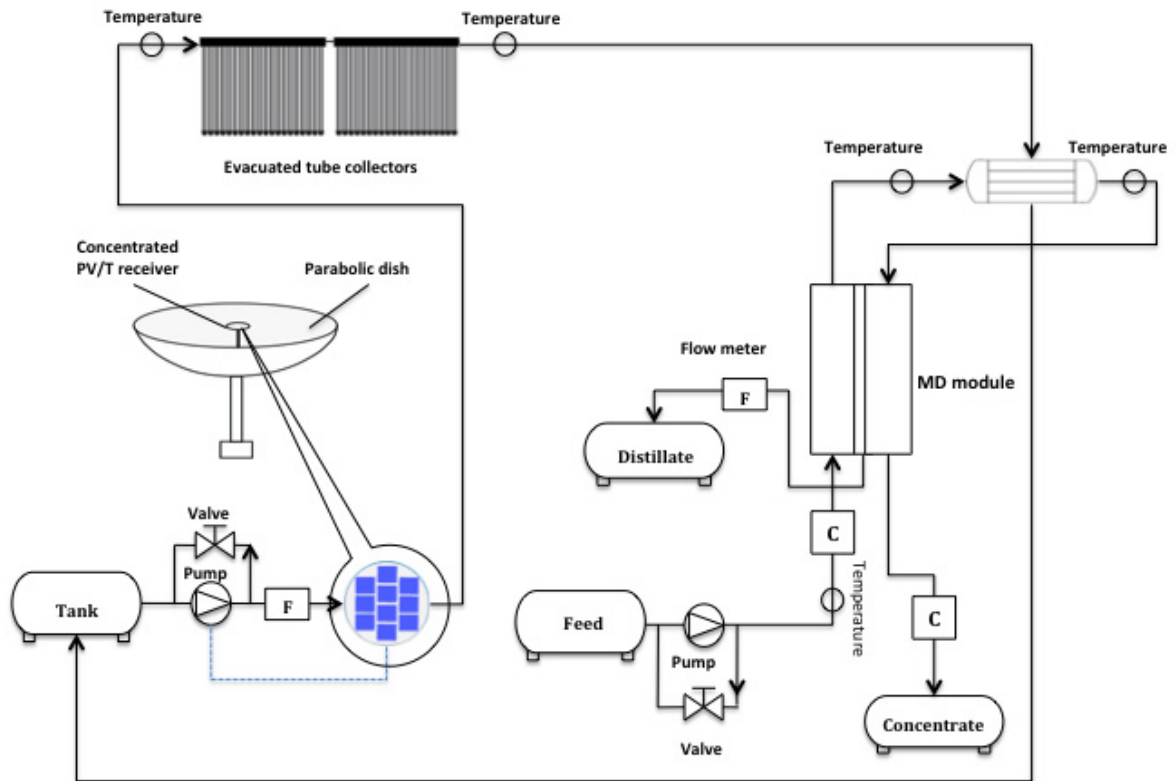 Temperature
Temperature
Evacuated tube collectors
Temperature
Temperature
Concentrated
PV/T receiver
Parabolic dish
Flow meter
F
MD module
Distillate
Valve
C
Pump
Temperature
Tank
F
Feed
C
Pump
Concentrate
Valve